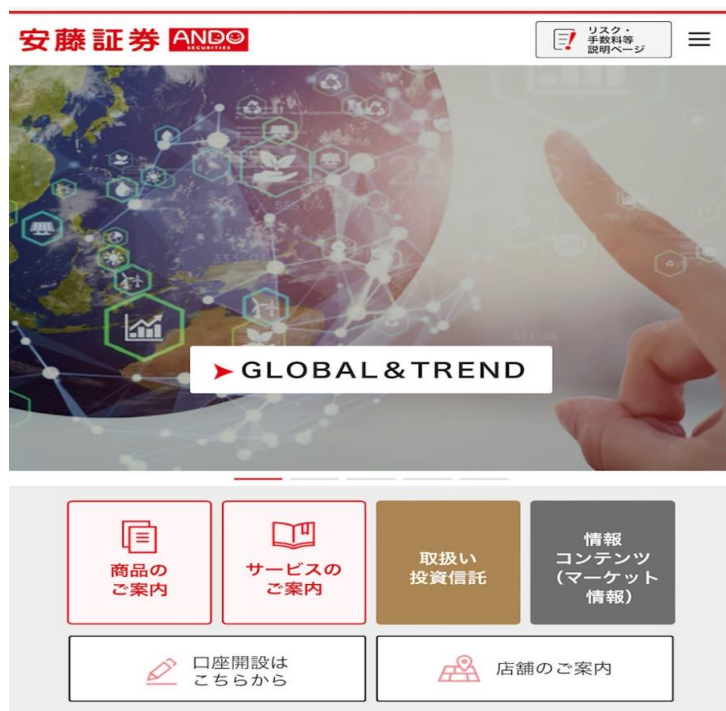 安藤証券 ANDO
SECURITIES
リスク・
手数料等
説明ページ
GLOBAL&TREND
商品の
ご案内
サービスの
ご案内
取扱い
投資信託
情報
コンテンツ
(マーケット
情報)
口座開設は
こちらから
店舗のご案内